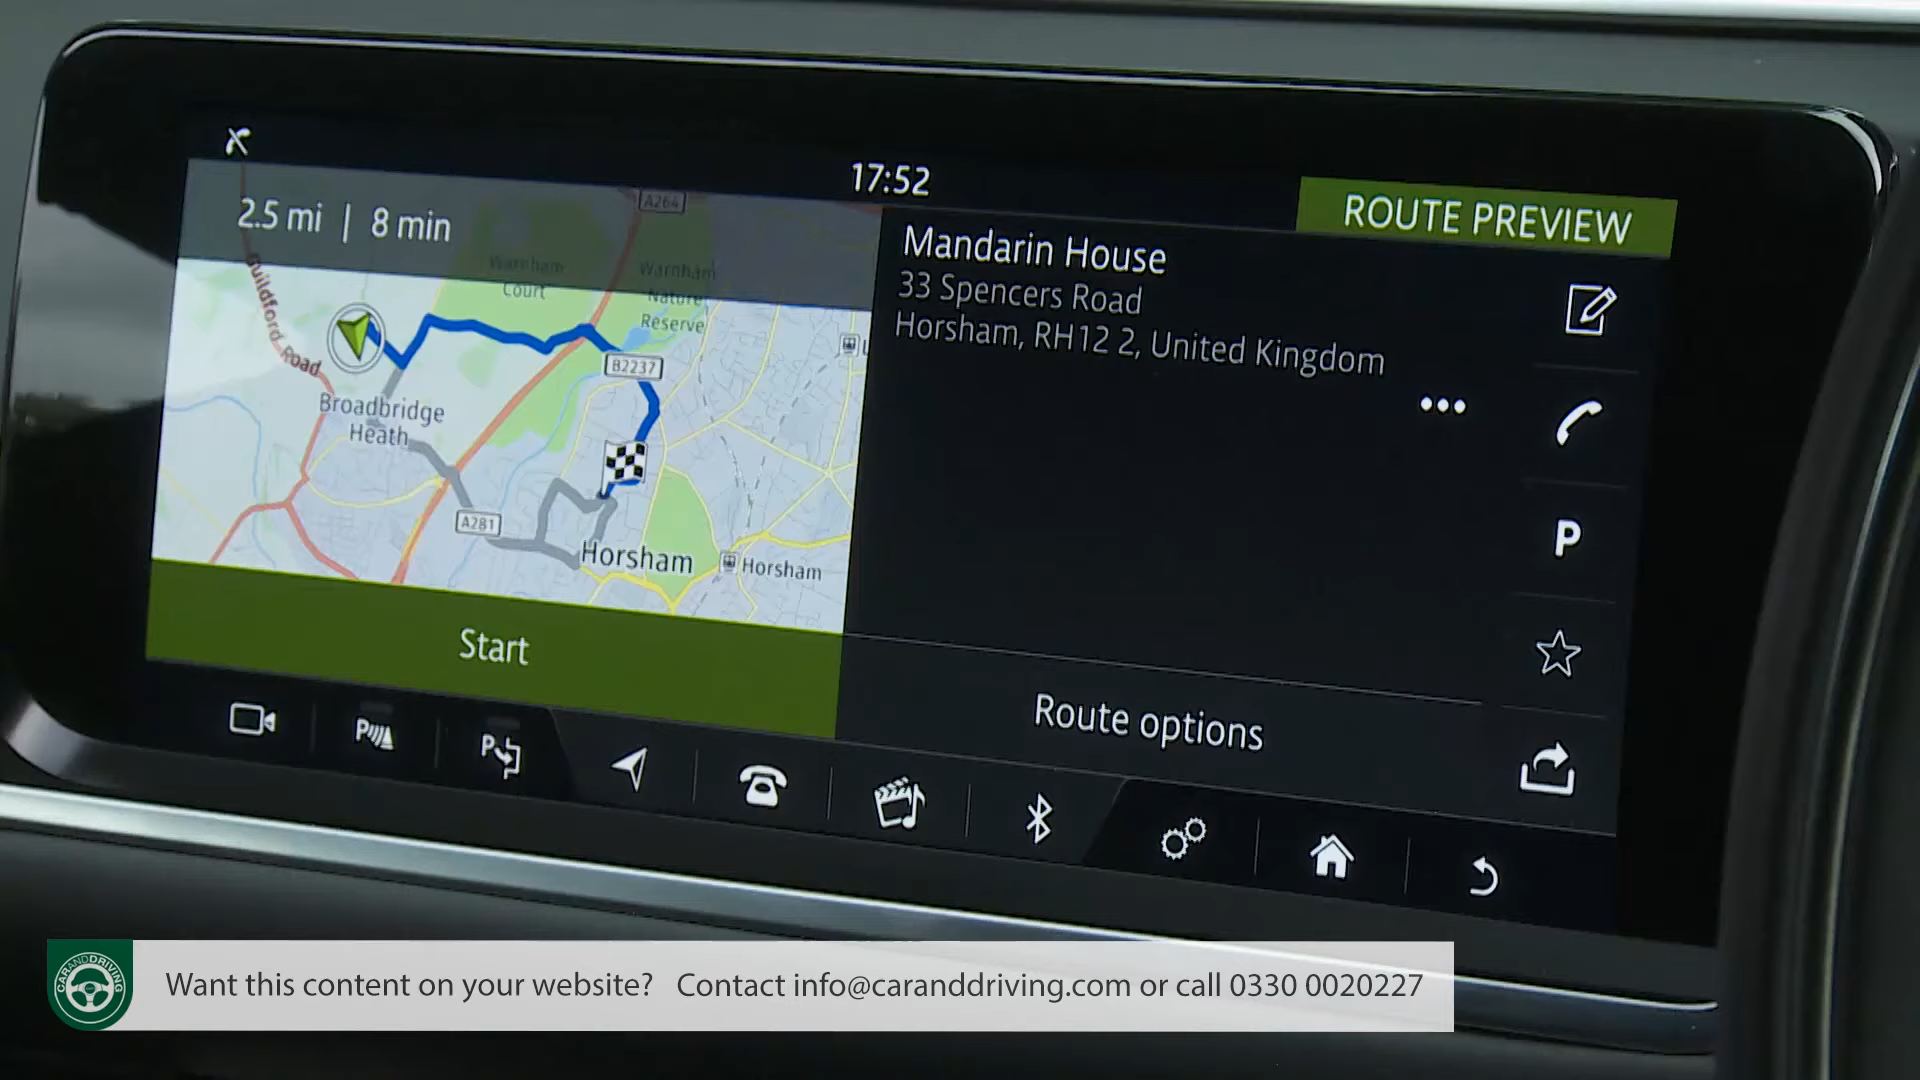 17:52
ROUTE PREVIEW
2.5 mi | 8 min
A264
Warnham
Court
Warnham
Nature
Reserve
Guildford Road
B2237
Broadbridge
Heath
A281
Horsham
Horsham
Start
Mandarin House
33 Spencers Road
Horsham, RH12 2, United Kingdom
P
Route options
P
P
CARANDDRIVING
Want this content on your website? Contact info@caranddriving.com or call 0330 0020227